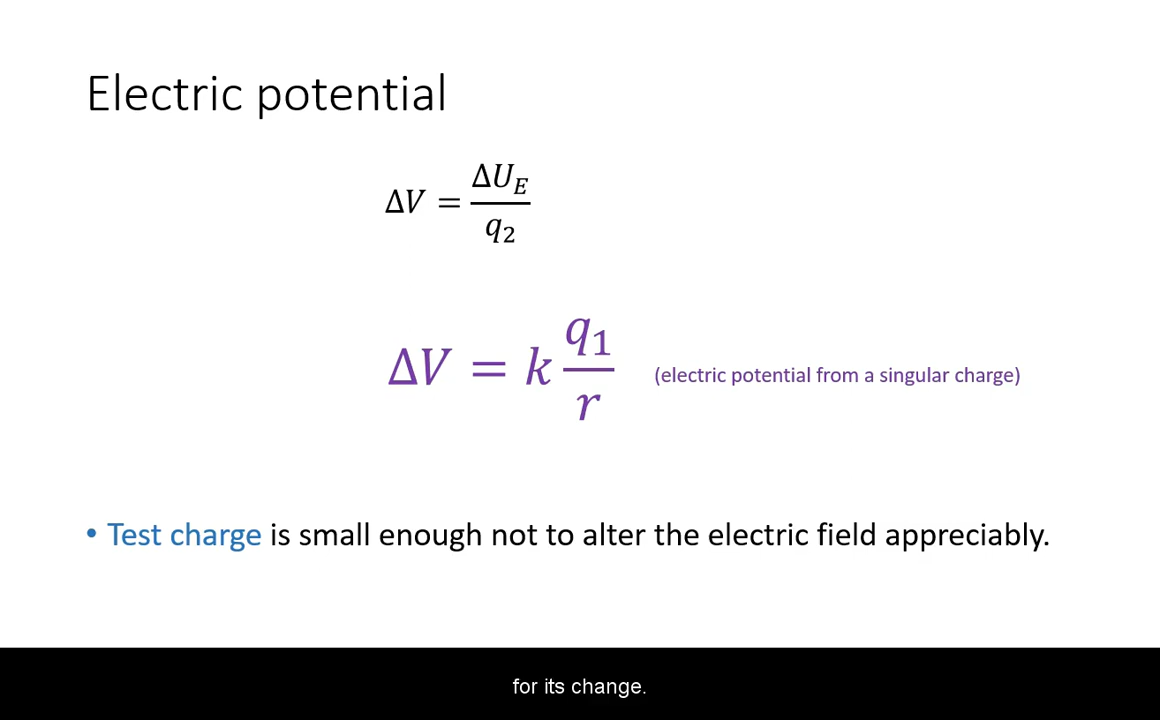 Electric potential
ΔV = ΔU_E / q_2
ΔV = k q_1 / r (electric potential from a singular charge)
• Test charge is small enough not to alter the electric field appreciably.
for its change.